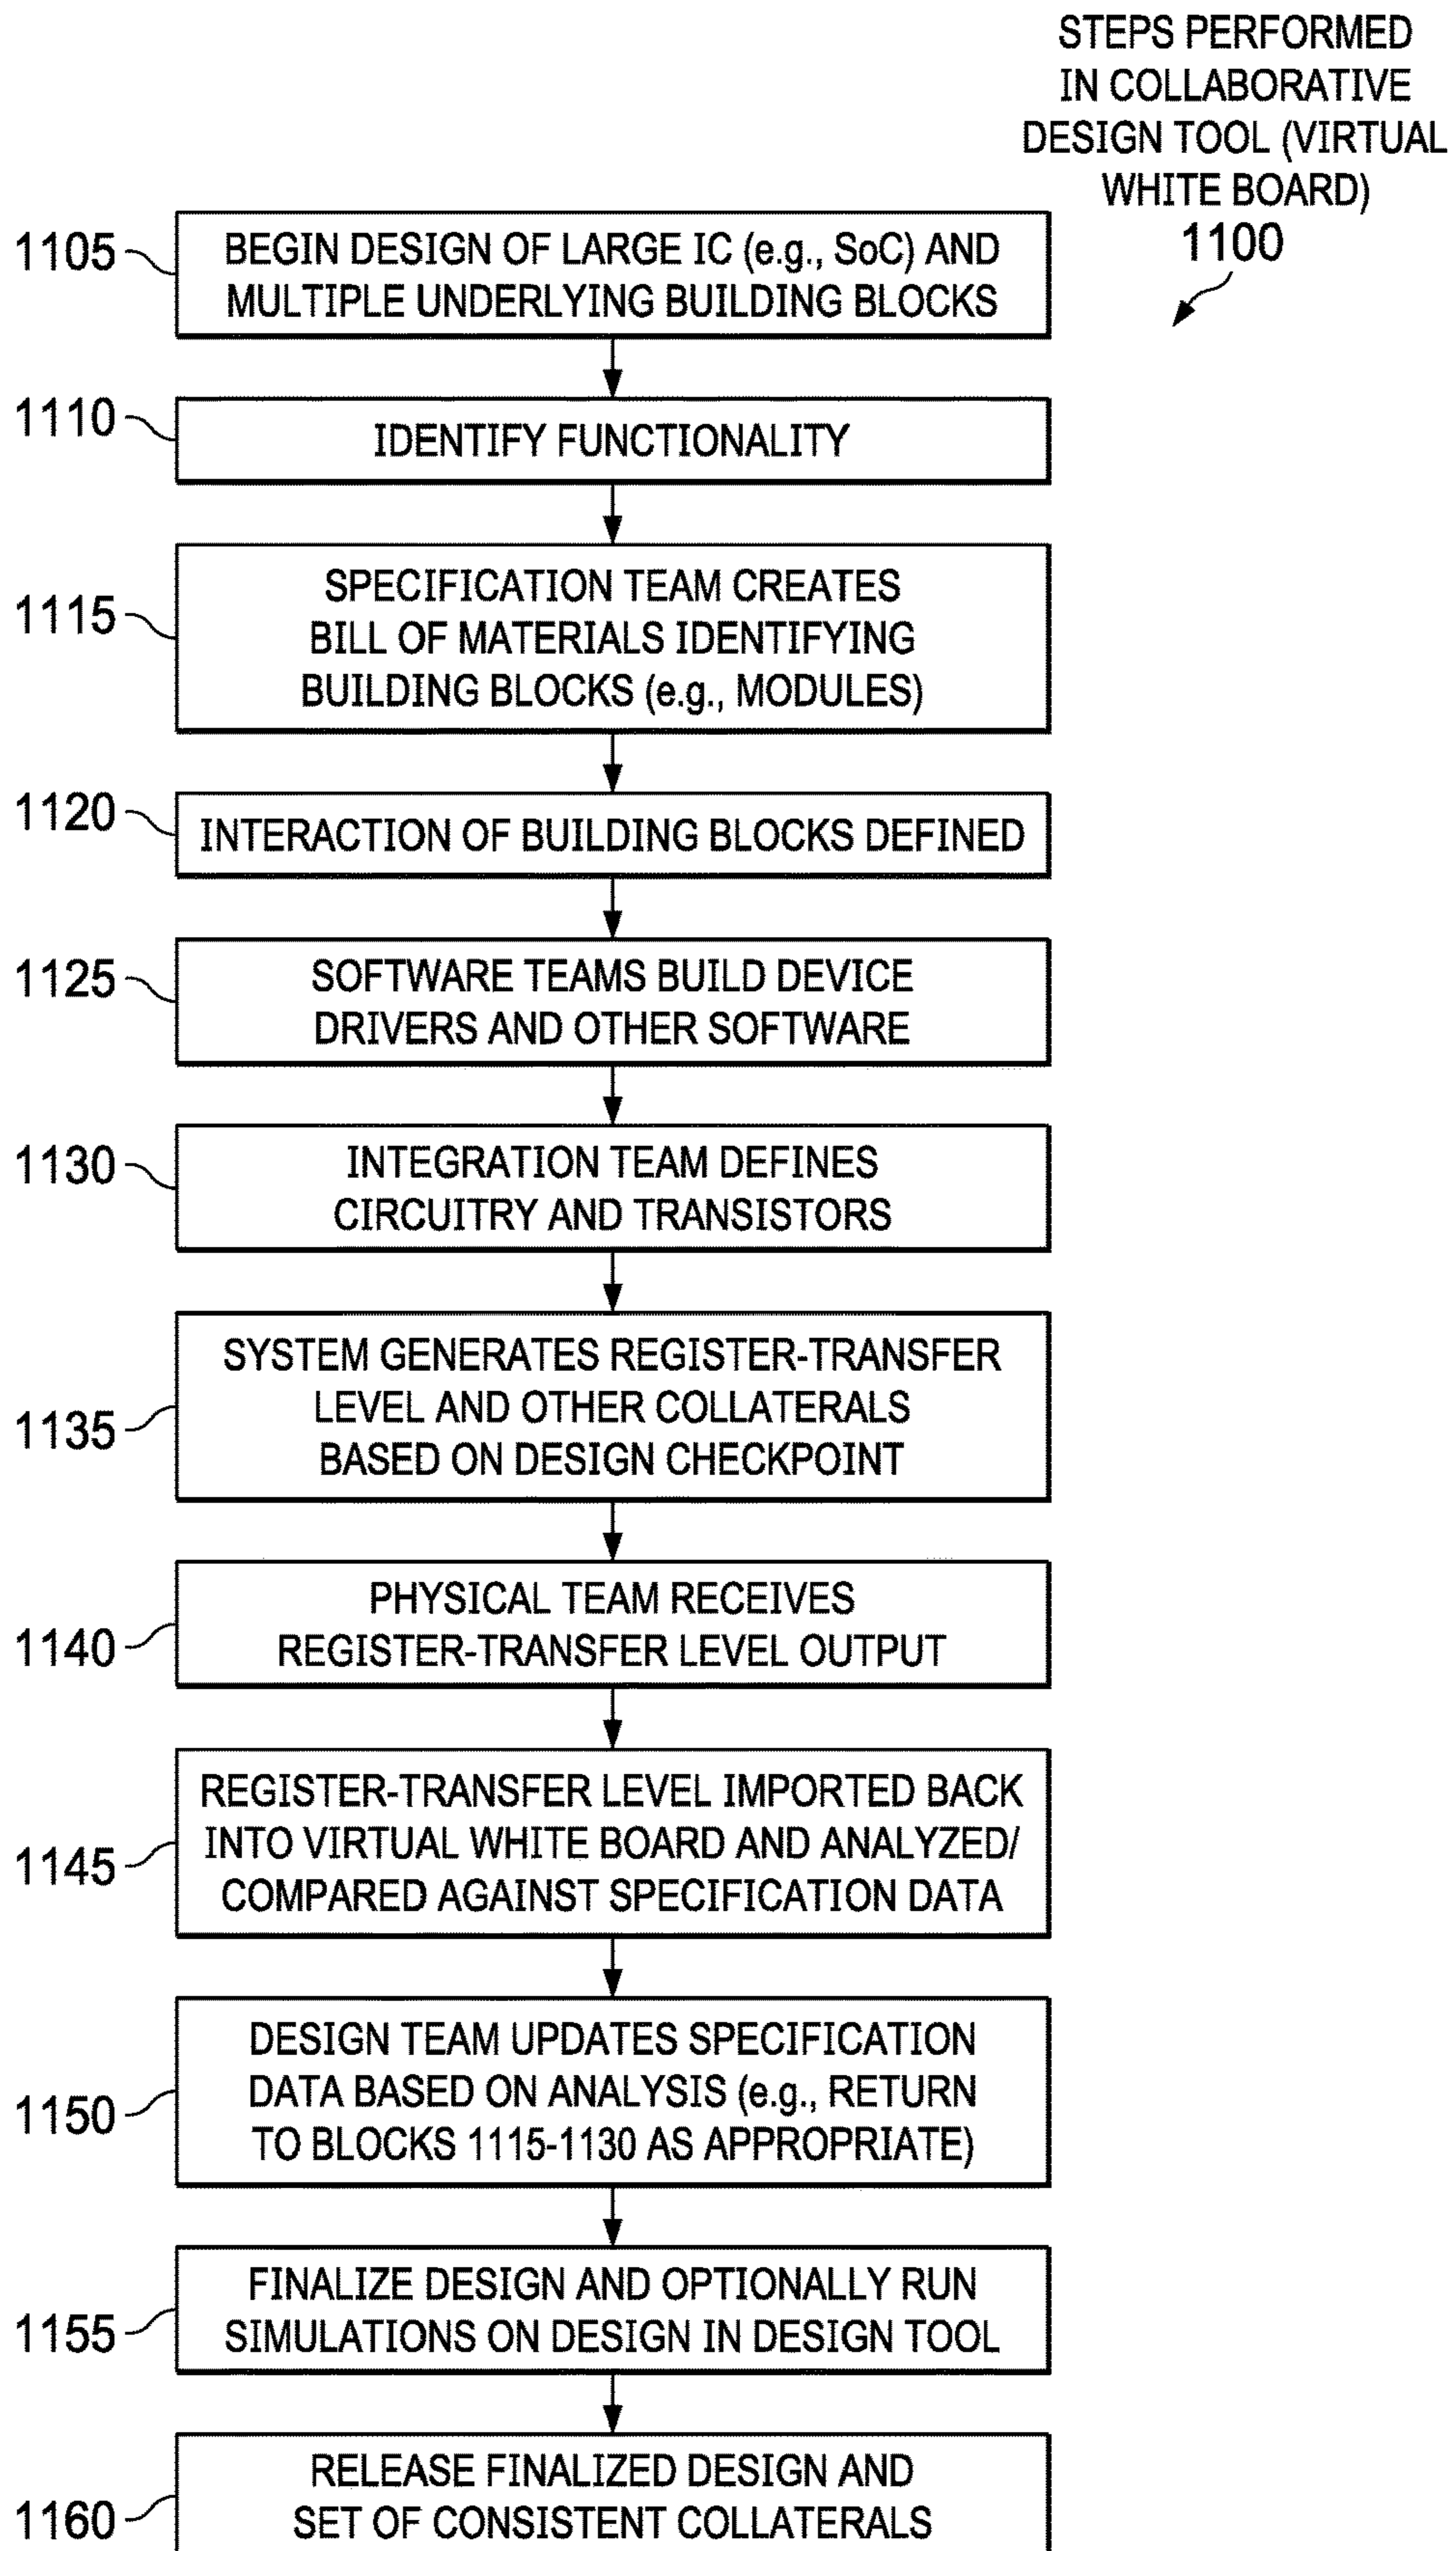 STEPS PERFORMED
IN COLLABORATIVE
DESIGN TOOL (VIRTUAL
WHITE BOARD)
1100
1105
BEGIN DESIGN OF LARGE IC (e.g., SoC) AND
MULTIPLE UNDERLYING BUILDING BLOCKS
1110
IDENTIFY FUNCTIONALITY
1115
SPECIFICATION TEAM CREATES
BILL OF MATERIALS IDENTIFYING
BUILDING BLOCKS (e.g., MODULES)
1120
INTERACTION OF BUILDING BLOCKS DEFINED
1125
SOFTWARE TEAMS BUILD DEVICE
DRIVERS AND OTHER SOFTWARE
1130
INTEGRATION TEAM DEFINES
CIRCUITRY AND TRANSISTORS
1135
SYSTEM GENERATES REGISTER-TRANSFER
LEVEL AND OTHER COLLATERALS
BASED ON DESIGN CHECKPOINT
1140
PHYSICAL TEAM RECEIVES
REGISTER-TRANSFER LEVEL OUTPUT
1145
REGISTER-TRANSFER LEVEL IMPORTED BACK
INTO VIRTUAL WHITE BOARD AND ANALYZED/
COMPARED AGAINST SPECIFICATION DATA
1150
DESIGN TEAM UPDATES SPECIFICATION
DATA BASED ON ANALYSIS (e.g., RETURN
TO BLOCKS 1115-1130 AS APPROPRIATE)
1155
FINALIZE DESIGN AND OPTIONALLY RUN
SIMULATIONS ON DESIGN IN DESIGN TOOL
1160
RELEASE FINALIZED DESIGN AND
SET OF CONSISTENT COLLATERALS